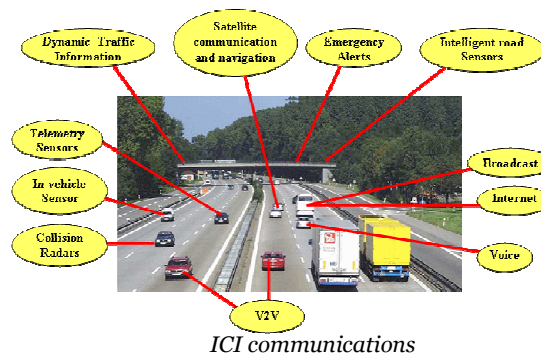 Satellite
communication
and navigation
Dynamic Traffic
Information
Emergency
Alerts
Intelligent road
Sensors
Telemetry
Sensors
In vehicle
Sensor
Collision
Radars
Broadcast
Internet
Voice
V2V
ICI communications